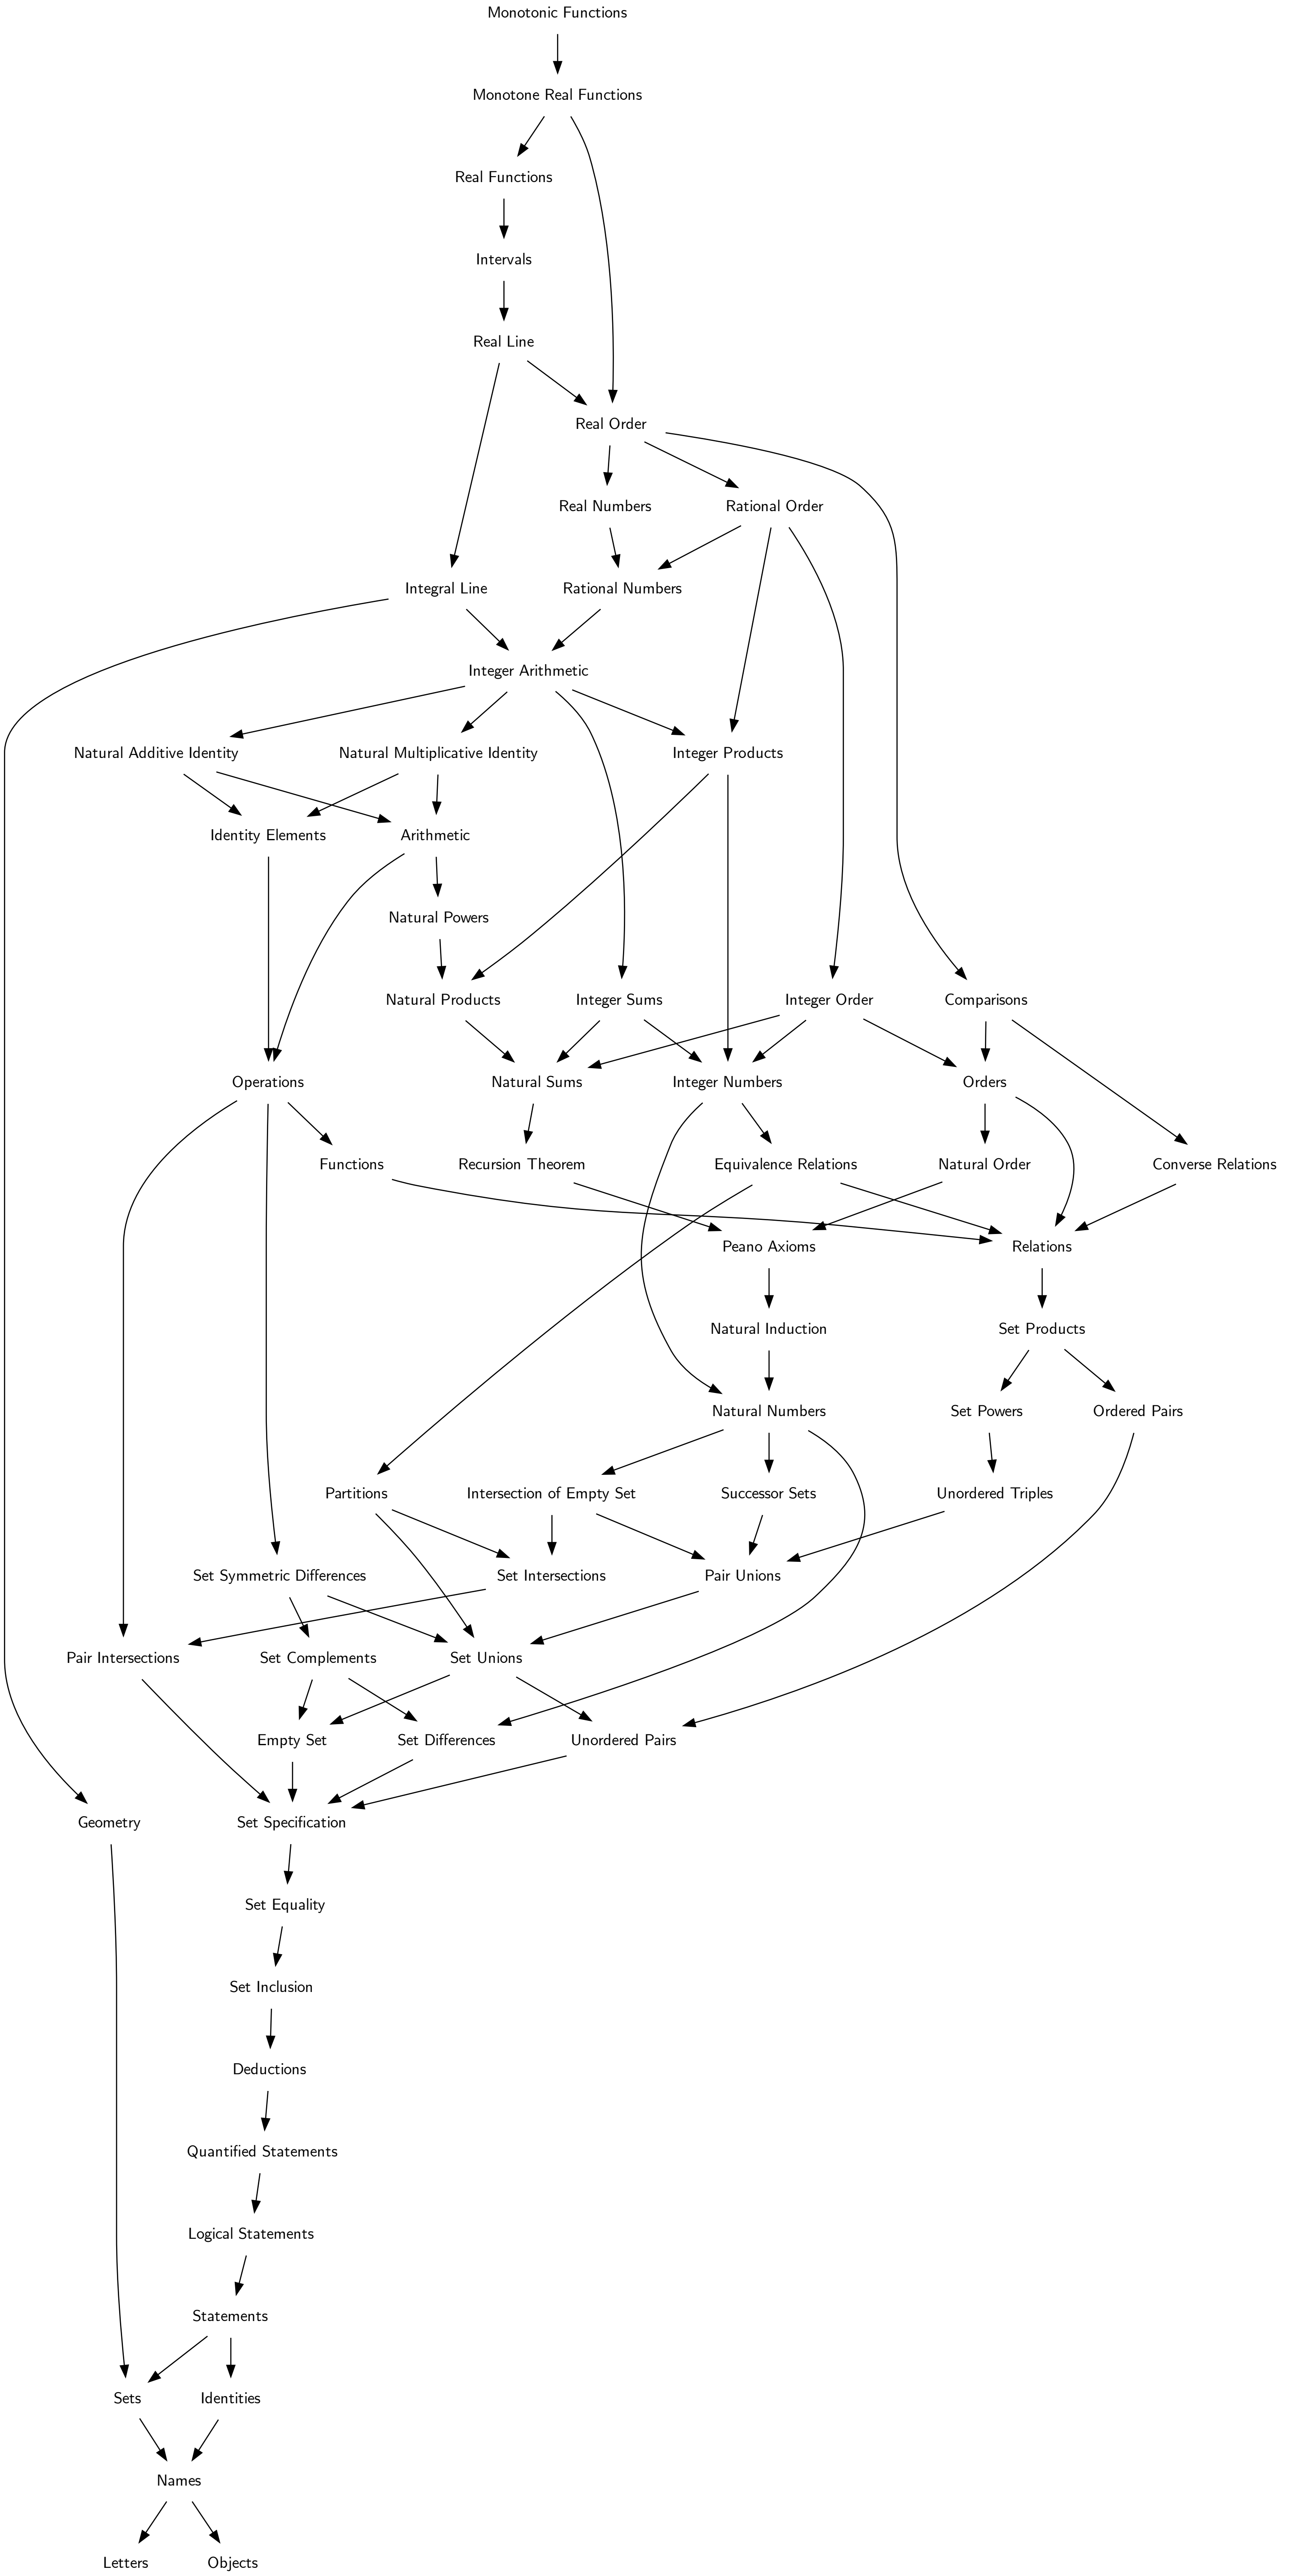 Monotonic Functions
Monotone Real Functions
Real Functions
Intervals
Real Line
Real Order
Real Numbers
Rational Order
Integral Line
Rational Numbers
Integer Arithmetic
Natural Additive Identity
Natural Multiplicative Identity
Integer Products
Identity Elements
Arithmetic
Natural Powers
Natural Products
Integer Sums
Integer Order
Comparisons
Operations
Natural Sums
Integer Numbers
Orders
Functions
Recursion Theorem
Equivalence Relations
Natural Order
Converse Relations
Peano Axioms
Relations
Natural Induction
Set Products
Natural Numbers
Set Powers
Ordered Pairs
Partitions
Intersection of Empty Set
Successor Sets
Unordered Triples
Set Symmetric Differences
Set Intersections
Pair Unions
Pair Intersections
Set Complements
Set Unions
Empty Set
Set Differences
Unordered Pairs
Geometry
Set Specification
Set Equality
Set Inclusion
Deductions
Quantified Statements
Logical Statements
Statements
Sets
Identities
Names
Letters
Objects